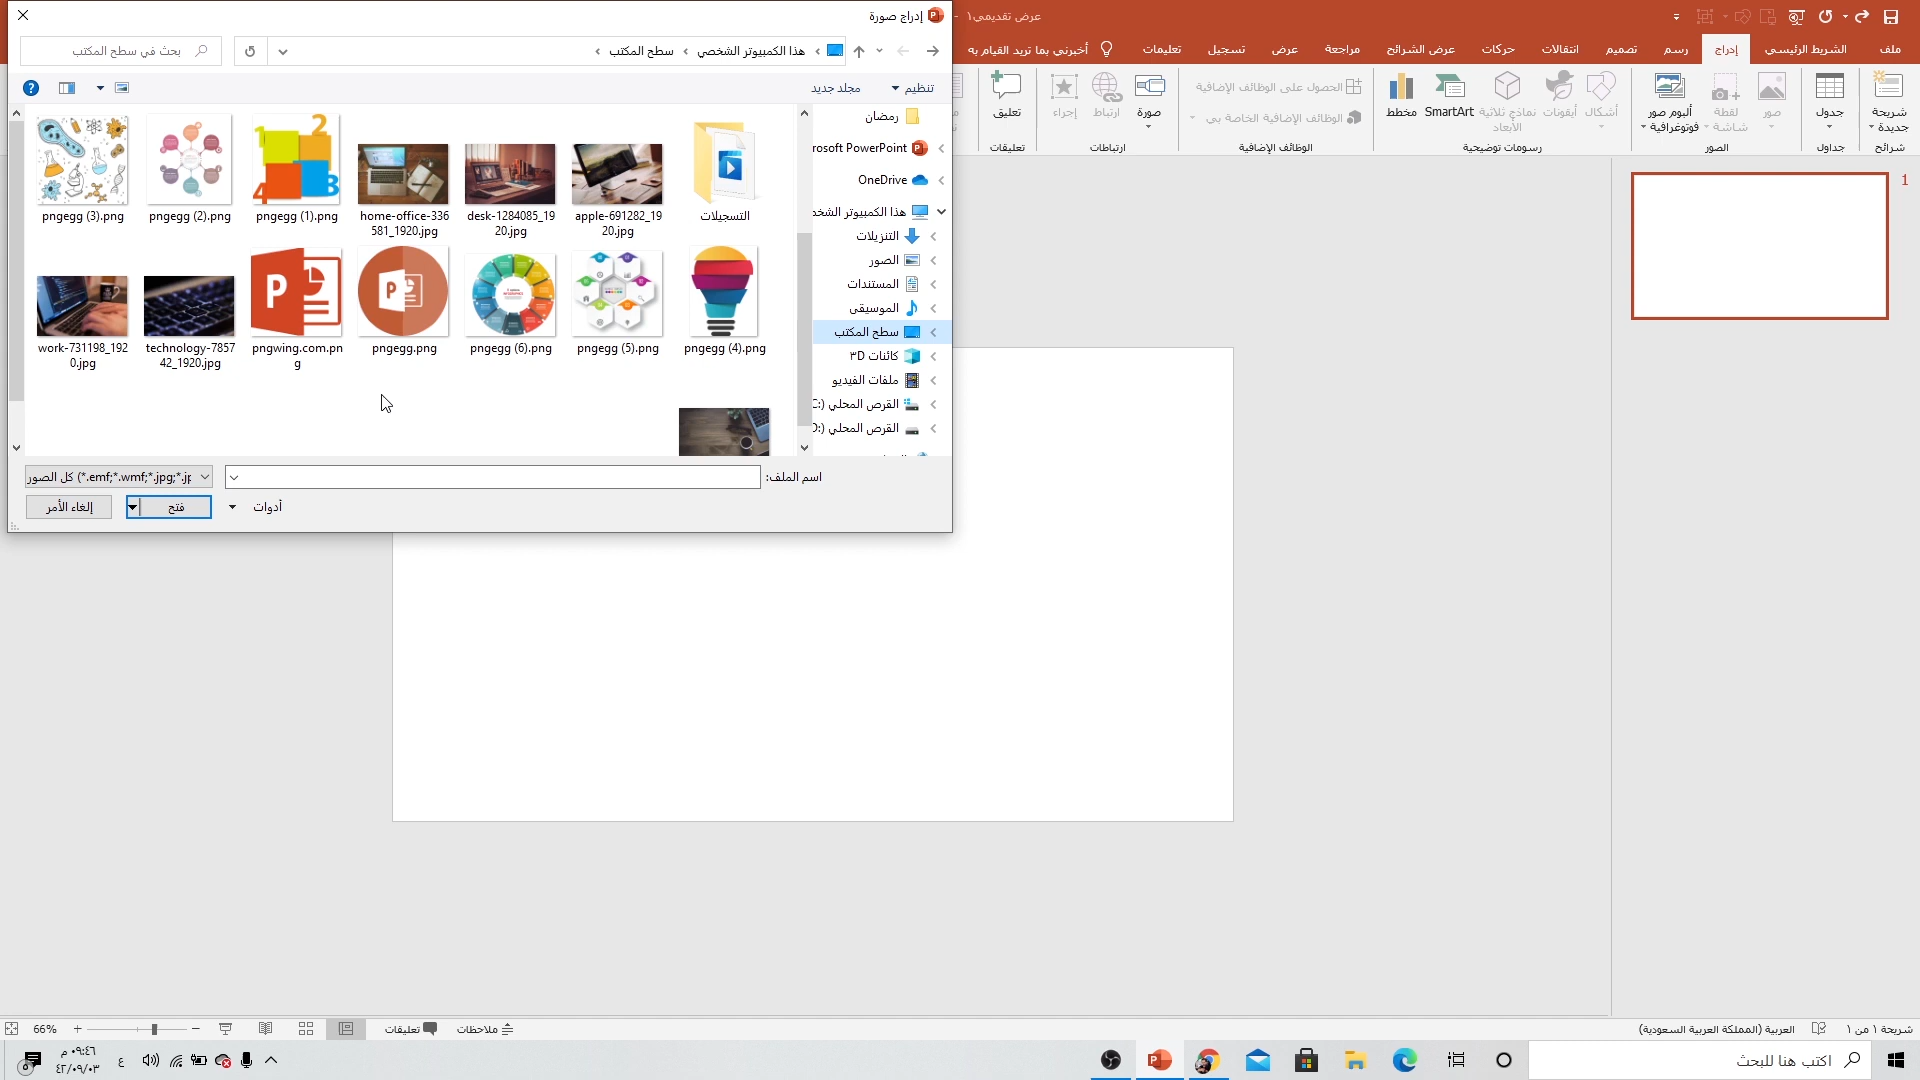 إدراج صورة
هذا الكمبيوتر الشخصي
سطح المكتب
بحث في سطح المكتب
تنظيم
مجلد جديد
رمضان
rosoft PowerPoint
OneDrive
هذا الكمبيوتر الشخ
التنزيلات
الصور
المستندات
الموسيقى
سطح المكتب
كائنات ٣D
ملفات الفيديو
القرص المحلي (:C
القرص المحلي (:D
التسجيلات
apple-691282_1920.jpg
desk-1284085_1920.jpg
home-office-336581_1920.jpg
pngegg (1).png
pngegg (2).png
pngegg (3).png
pngegg (4).png
pngegg (5).png
pngegg (6).png
pngegg.png
pngwing.com.png
technology-785742_1920.jpg
work-731198_1920.jpg
اسم الملف:
كل الصور (*.emf;*.wmf;*.jpg;*.jp
أدوات
فتح
إلغاء الأمر
عرض تقديمي١ -
ملف
الشريط الرئيسي
إدراج
رسم
تصميم
انتقالات
حركات
عرض الشرائح
مراجعة
عرض
تسجيل
تعليمات
أخبرني بما تريد القيام به
شريحة جديدة
جدول
صور
لقطة شاشة
ألبوم صور فوتوغرافية
أشكال
أيقونات
نماذج ثلاثية الأبعاد
SmartArt
مخطط
الحصول على الوظائف الإضافية
الوظائف الإضافية الخاصة بي
صورة
ارتباط
إجراء
تعليق
شرائح
جداول
الصور
رسومات توضيحية
الوظائف الإضافية
ارتباطات
تعليقات
1
شريحة ١ من ١
العربية (المملكة العربية السعودية)
ملاحظات
تعليقات
66%
اكتب هنا للبحث
ع
٠٩:٤٦ م
٤٢/٠٩/٠٣